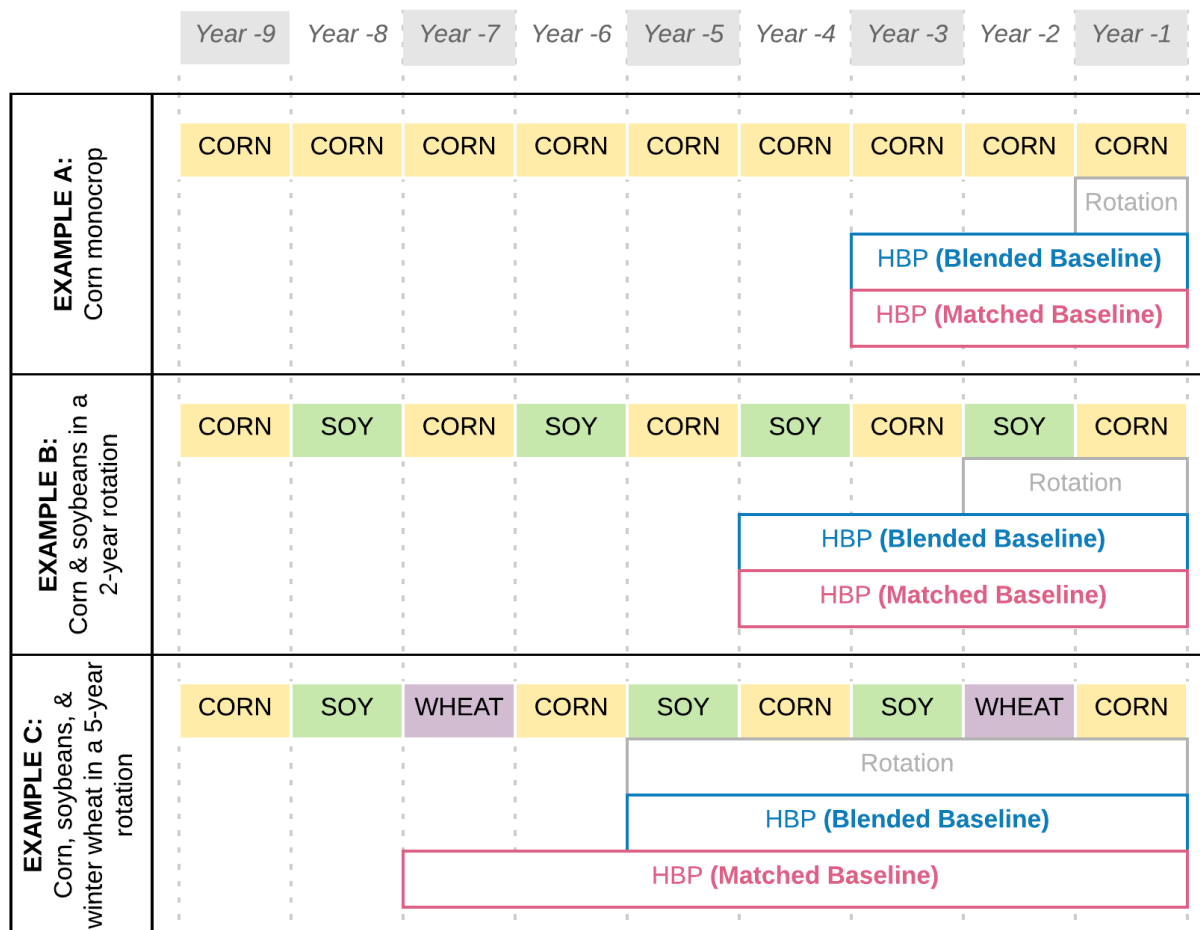 Year -9 Year -8 Year -7 Year -6 Year -5 Year -4 Year -3 Year -2 Year -1
EXAMPLE A:
Corn monocrop
CORN CORN CORN CORN CORN CORN CORN CORN CORN
Rotation
HBP (Blended Baseline)
HBP (Matched Baseline)
EXAMPLE B:
Corn & soybeans in a
2-year rotation
CORN SOY CORN SOY CORN SOY CORN SOY CORN
Rotation
HBP (Blended Baseline)
HBP (Matched Baseline)
EXAMPLE C:
Corn, soybeans, &
winter wheat in a 5-year
rotation
CORN SOY WHEAT CORN SOY CORN SOY WHEAT CORN
Rotation
HBP (Blended Baseline)
HBP (Matched Baseline)